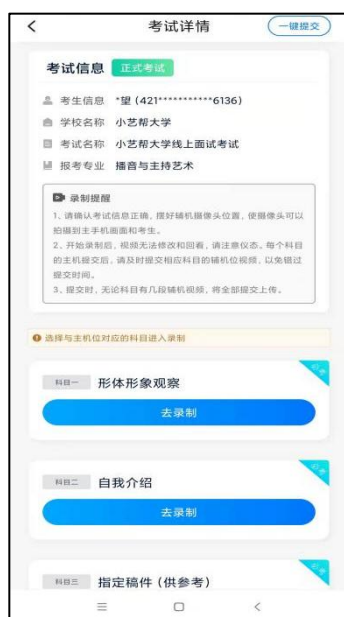 考试详情
一键提交
考试信息 正式考试
考生信息 *望 (421***********6136)
学校名称 小艺帮大学
考试名称 小艺帮大学线上面试考试
报考专业 播音与主持艺术
录制提醒
1、请确认考试信息正确，摆好辅机摄像头位置，使摄像头可以
拍摄到主手机画面和考生。
2、开始录制后，视频无法修改和回看，请注意仪态。每个科目
的主机提交后，请及时提交相应科目的辅机位视频，以免错过
提交时间。
3、提交时，无论科目有几段辅机视频，将全部提交上传。
选择与主机位对应的科目进入录制
必考
科目一 形体形象观察
去录制
必考
科目二 自我介绍
去录制
必考
科目三 指定稿件 (供参考)